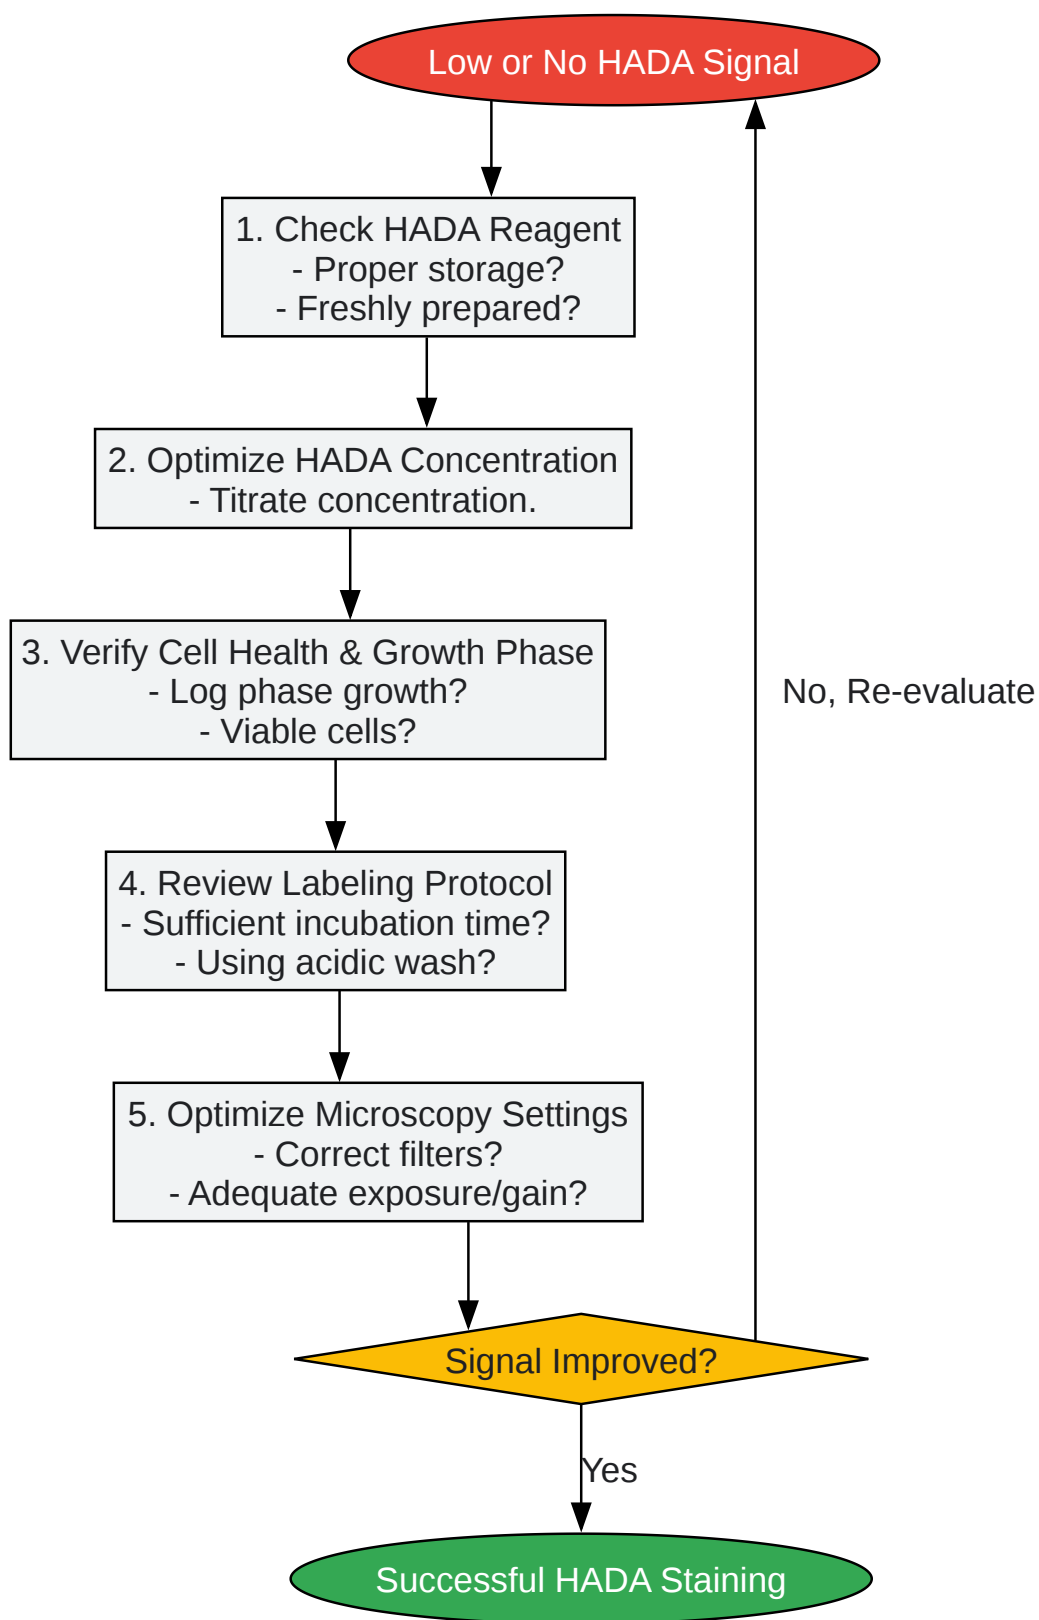 Low or No HADA Signal
1. Check HADA Reagent
- Proper storage?
- Freshly prepared?
2. Optimize HADA Concentration
- Titrate concentration.
3. Verify Cell Health & Growth Phase
- Log phase growth?
- Viable cells?
No, Re-evaluate
4. Review Labeling Protocol
- Sufficient incubation time?
- Using acidic wash?
5. Optimize Microscopy Settings
- Correct filters?
- Adequate exposure/gain?
Signal Improved?
Yes
Successful HADA Staining